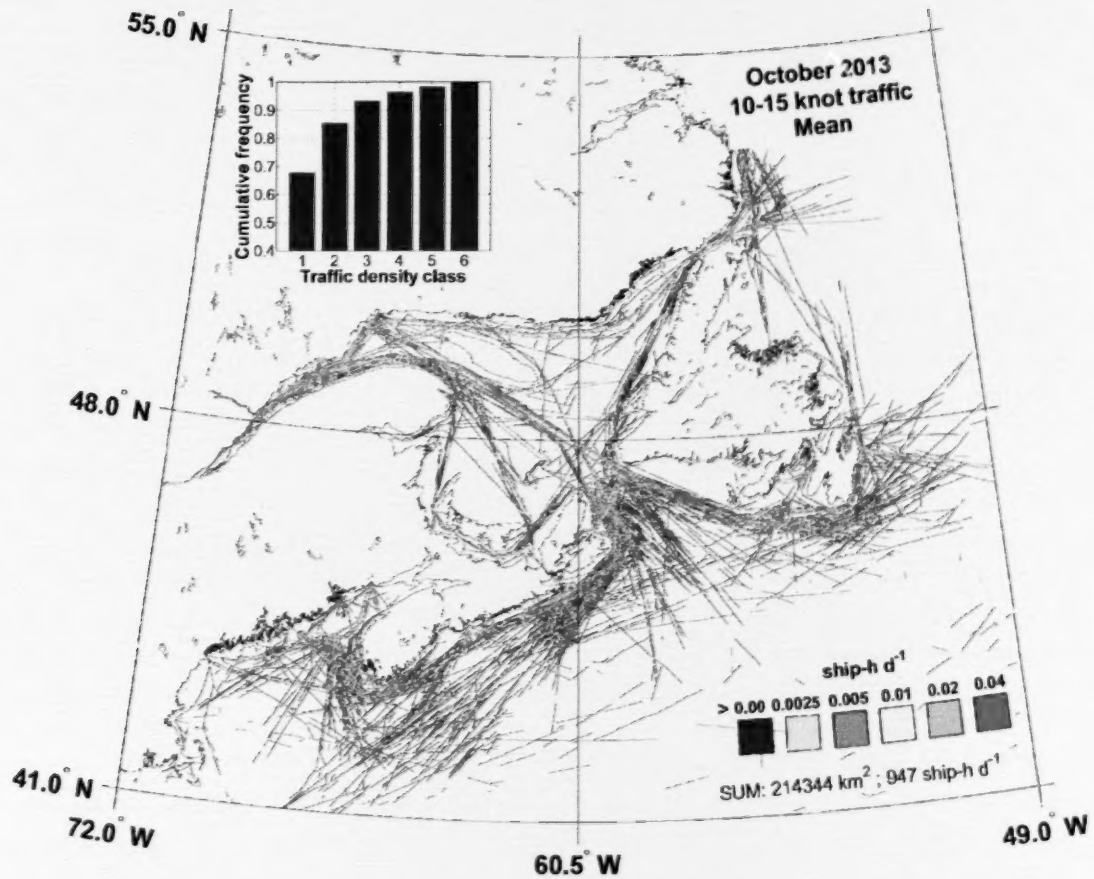 55.0° N
October 2013
10-15 knot traffic
Mean
Cumulative frequency
1
0.9
0.8
0.7
0.6
0.5
0.4
1 2 3 4 5 6
Traffic density class
48.0° N
ship-h d⁻¹
> 0.00 0.0025 0.005 0.01 0.02 0.04
SUM: 214344 km² ; 947 ship-h d⁻¹
41.0° N
72.0° W
60.5° W
49.0° W